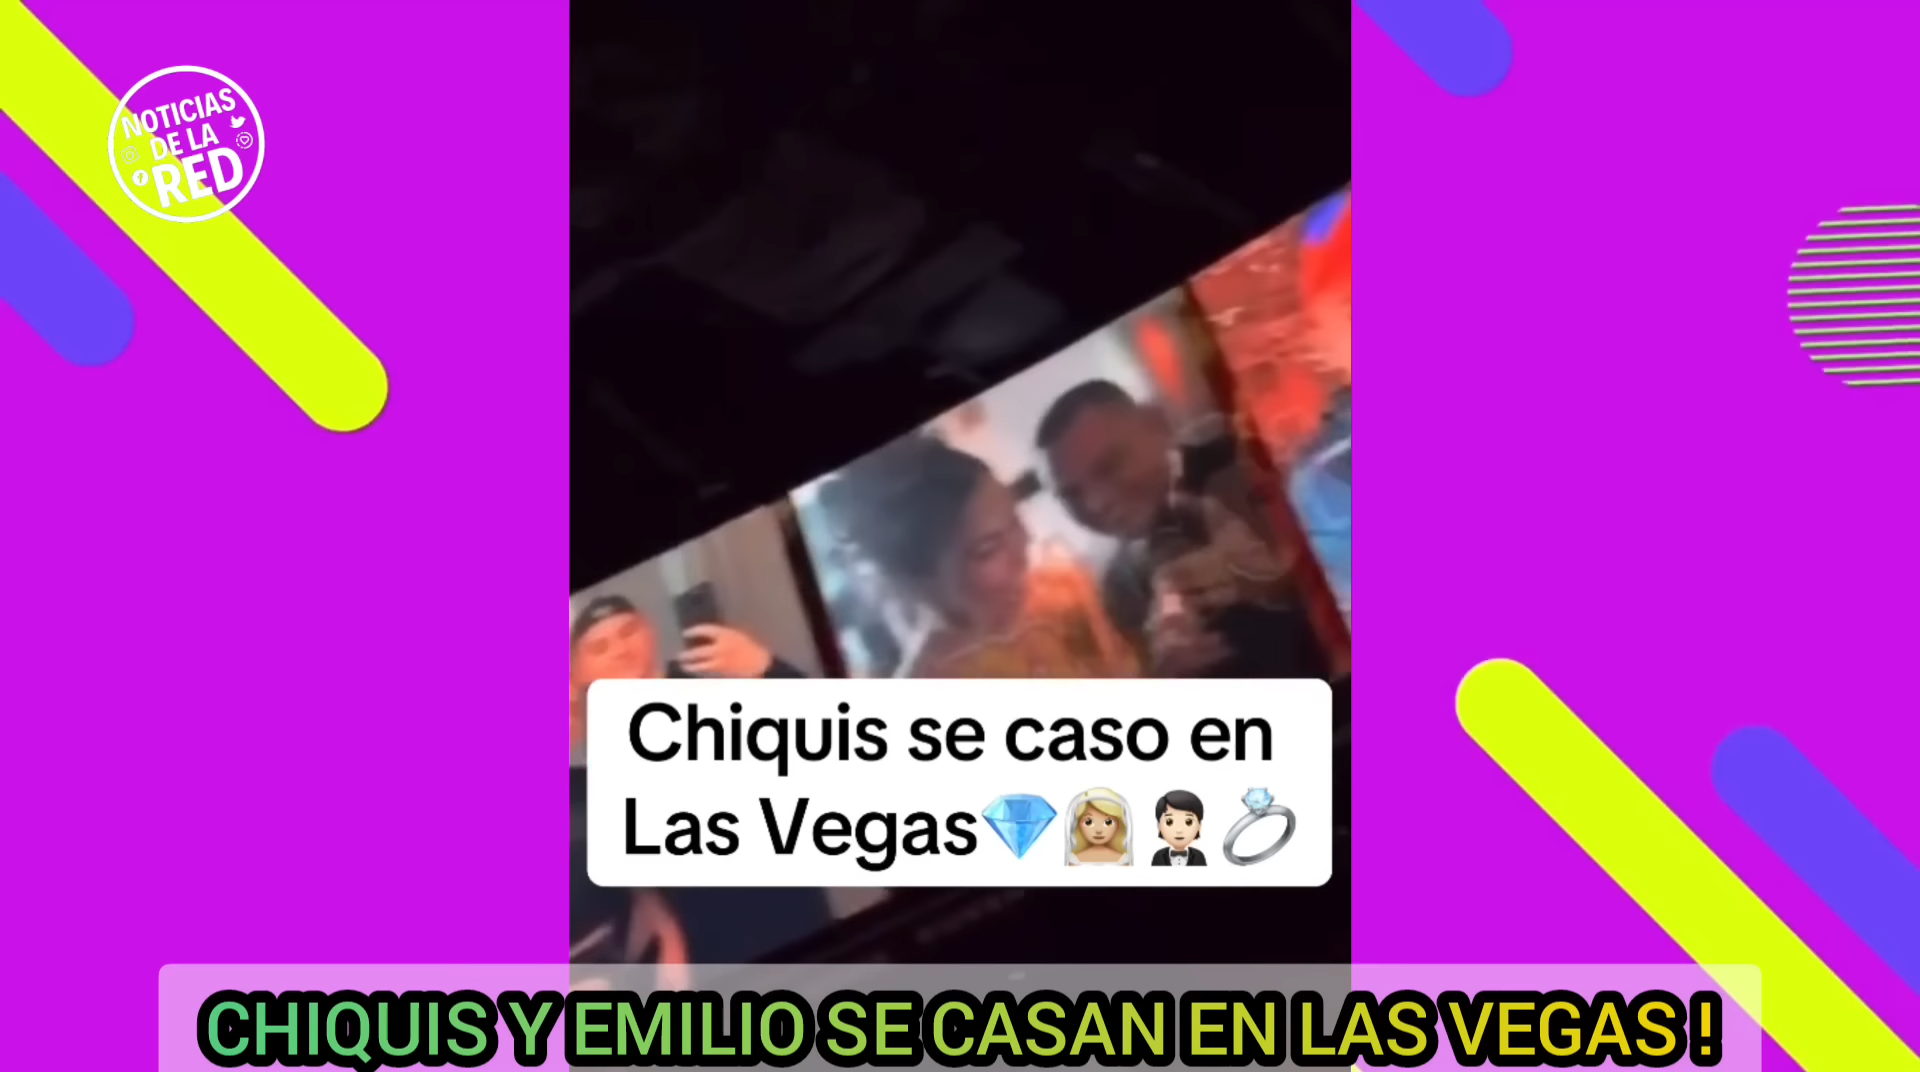 NOTICIAS
DE LA
RED
Chiquis se caso en
Las Vegas💎👰🏼🤵🏻💍
CHIQUIS Y EMILIO SE CASAN EN LAS VEGAS !